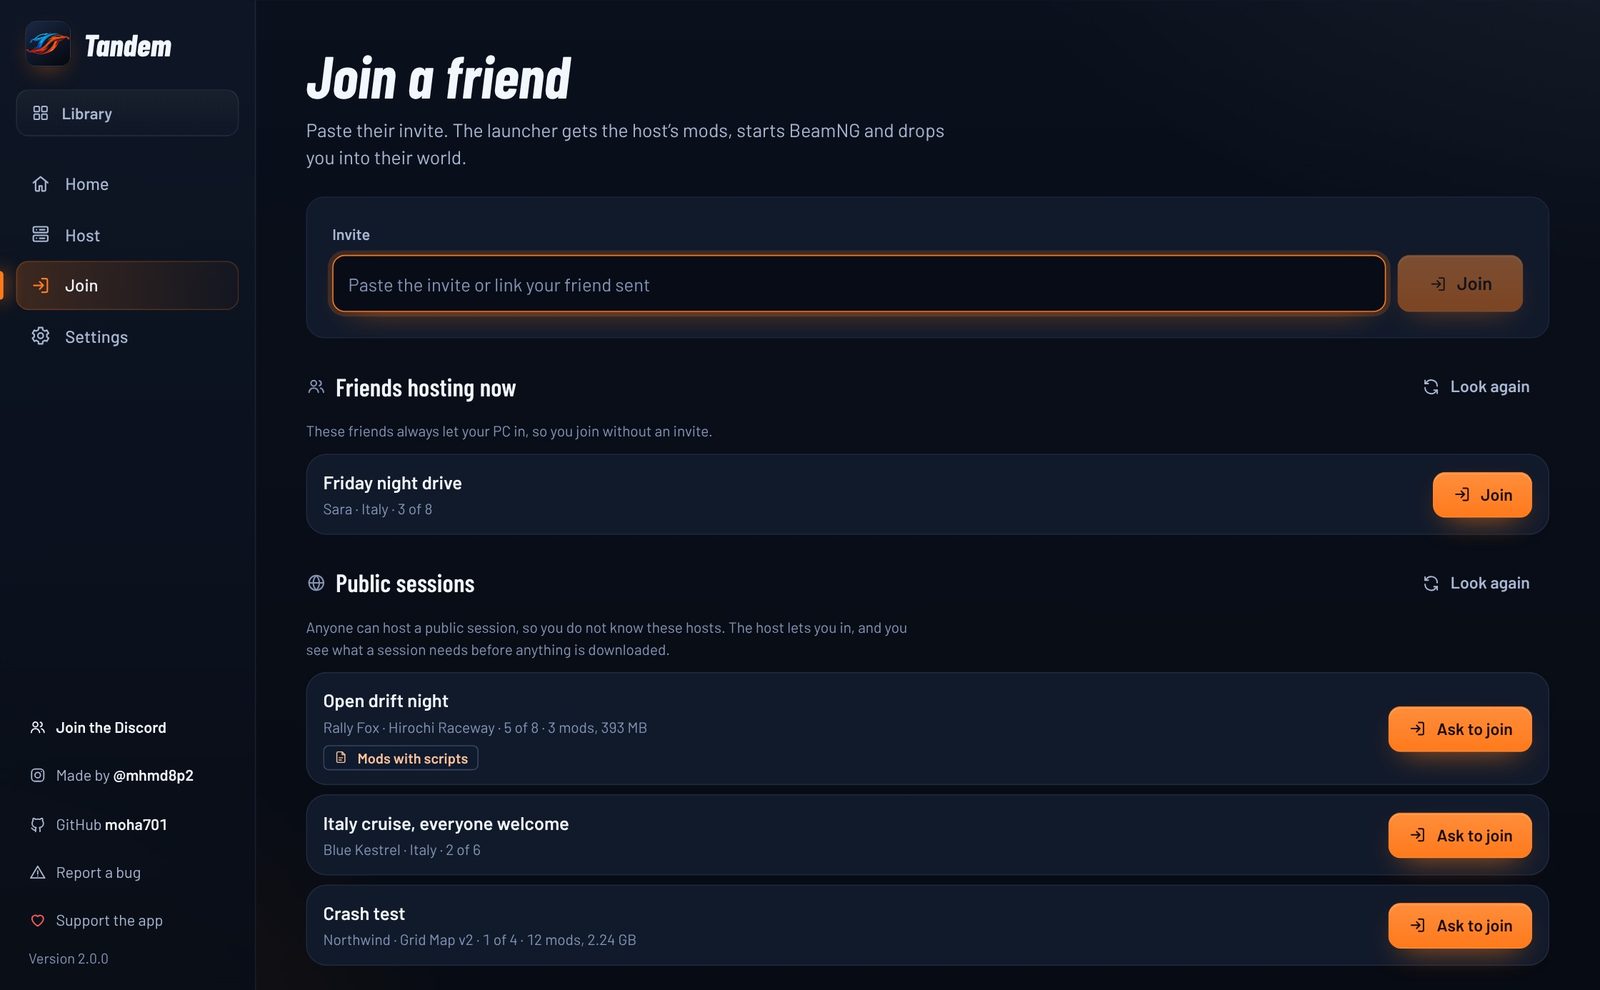 Tandem
Library
Home
Host
Join
Settings
Join the Discord
Made by @mhmd8p2
GitHub moha701
Report a bug
Support the app
Version 2.0.0
Join a friend
Paste their invite. The launcher gets the host's mods, starts BeamNG and drops
you into their world.
Invite
Paste the invite or link your friend sent
Join
Friends hosting now
Look again
These friends always let your PC in, so you join without an invite.
Friday night drive
Sara · Italy · 3 of 8
Join
Public sessions
Look again
Anyone can host a public session, so you do not know these hosts. The host lets you in, and you
see what a session needs before anything is downloaded.
Open drift night
Rally Fox · Hirochi Raceway · 5 of 8 · 3 mods, 393 MB
Mods with scripts
Ask to join
Italy cruise, everyone welcome
Blue Kestrel · Italy · 2 of 6
Ask to join
Crash test
Northwind · Grid Map v2 · 1 of 4 · 12 mods, 2.24 GB
Ask to join